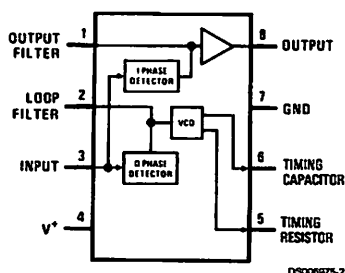 OUTPUT FILTER 1
8 OUTPUT
I PHASE DETECTOR
LOOP FILTER 2
7 GND
VCO
INPUT 3
Q PHASE DETECTOR
6 TIMING CAPACITOR
V+ 4
5 TIMING RESISTOR
DS006975-2